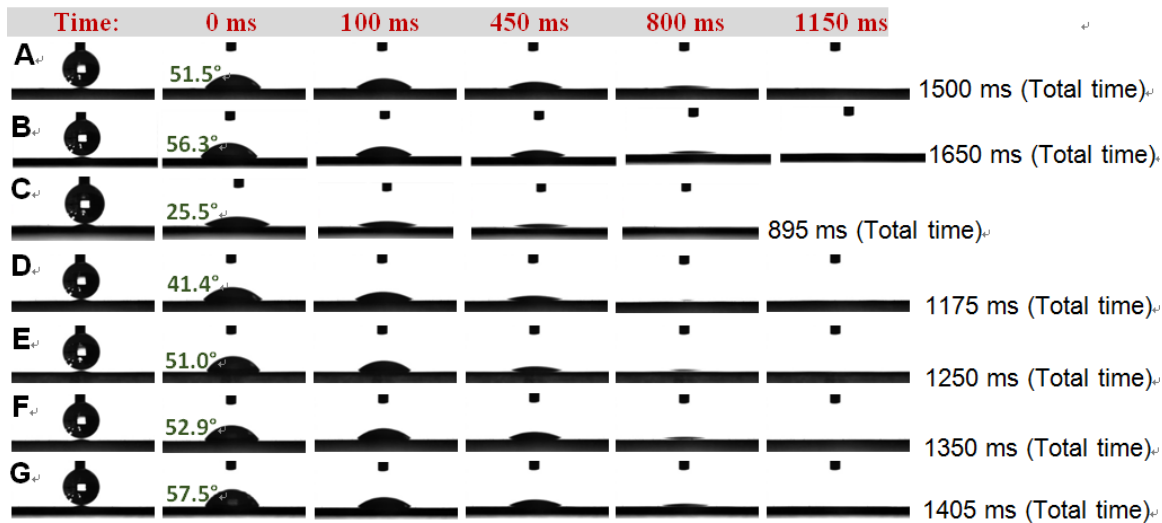 Time: 0 ms 100 ms 450 ms 800 ms 1150 ms
A 51.5° 1500 ms (Total time)
B 56.3° 1650 ms (Total time)
C 25.5° 895 ms (Total time)
D 41.4° 1175 ms (Total time)
E 51.0° 1250 ms (Total time)
F 52.9° 1350 ms (Total time)
G 57.5° 1405 ms (Total time)